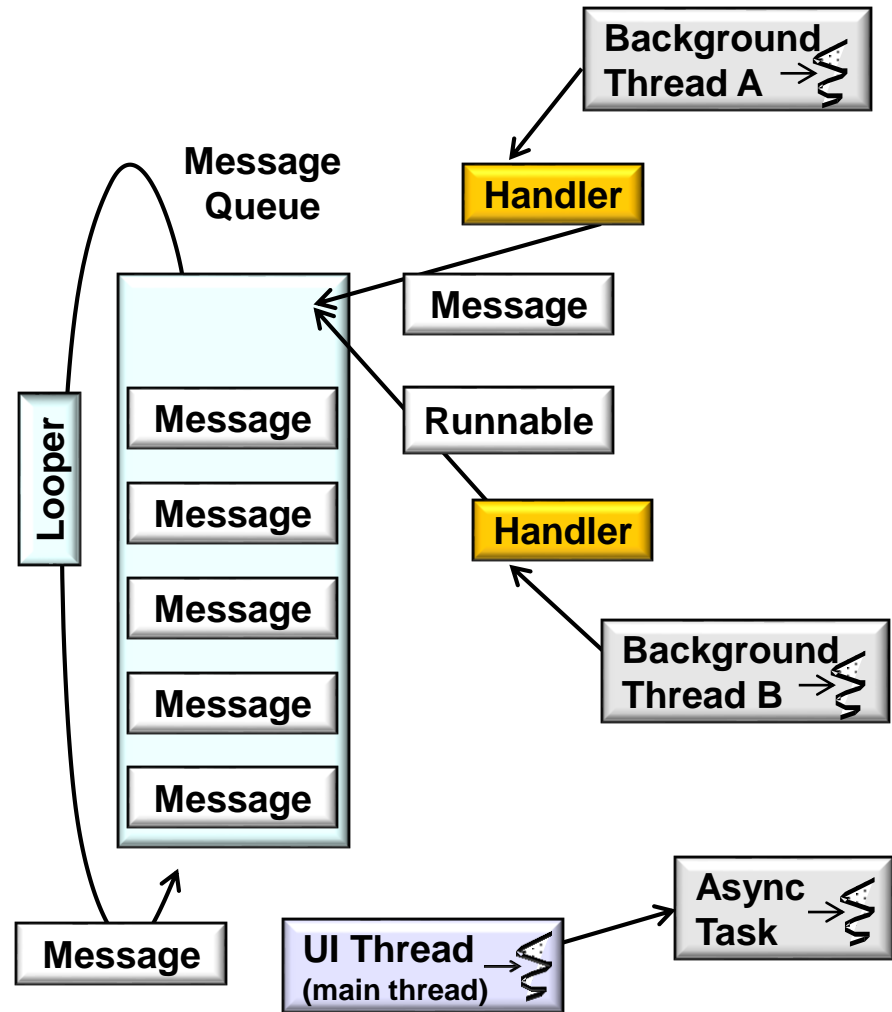 Background
Thread A
Message
Queue
Handler
Message
Message
Runnable
Looper
Message
Handler
Message
Background
Thread B
Message
Message
Async
Task
UI Thread
(main thread)
Message